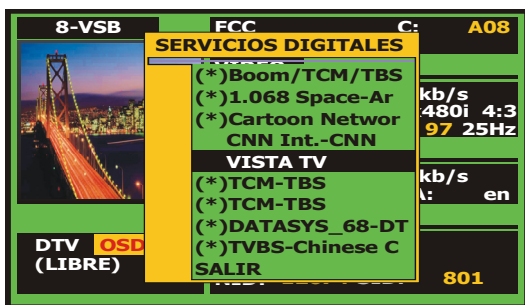 8-VSB
FCC C: A08
SERVICIOS DIGITALES
(*)Boom/TCM/TBS
(*)1.068 Space-Ar
(*)Cartoon Networ
CNN Int.-CNN
VISTA TV
(*)TCM-TBS
(*)TCM-TBS
(*)DATASYS_68-DT
(*)TVBS-Chinese C
SALIR
kb/s
480i 4:3
97 25Hz
kb/s
: en
DTV OSD
(LIBRE)
801